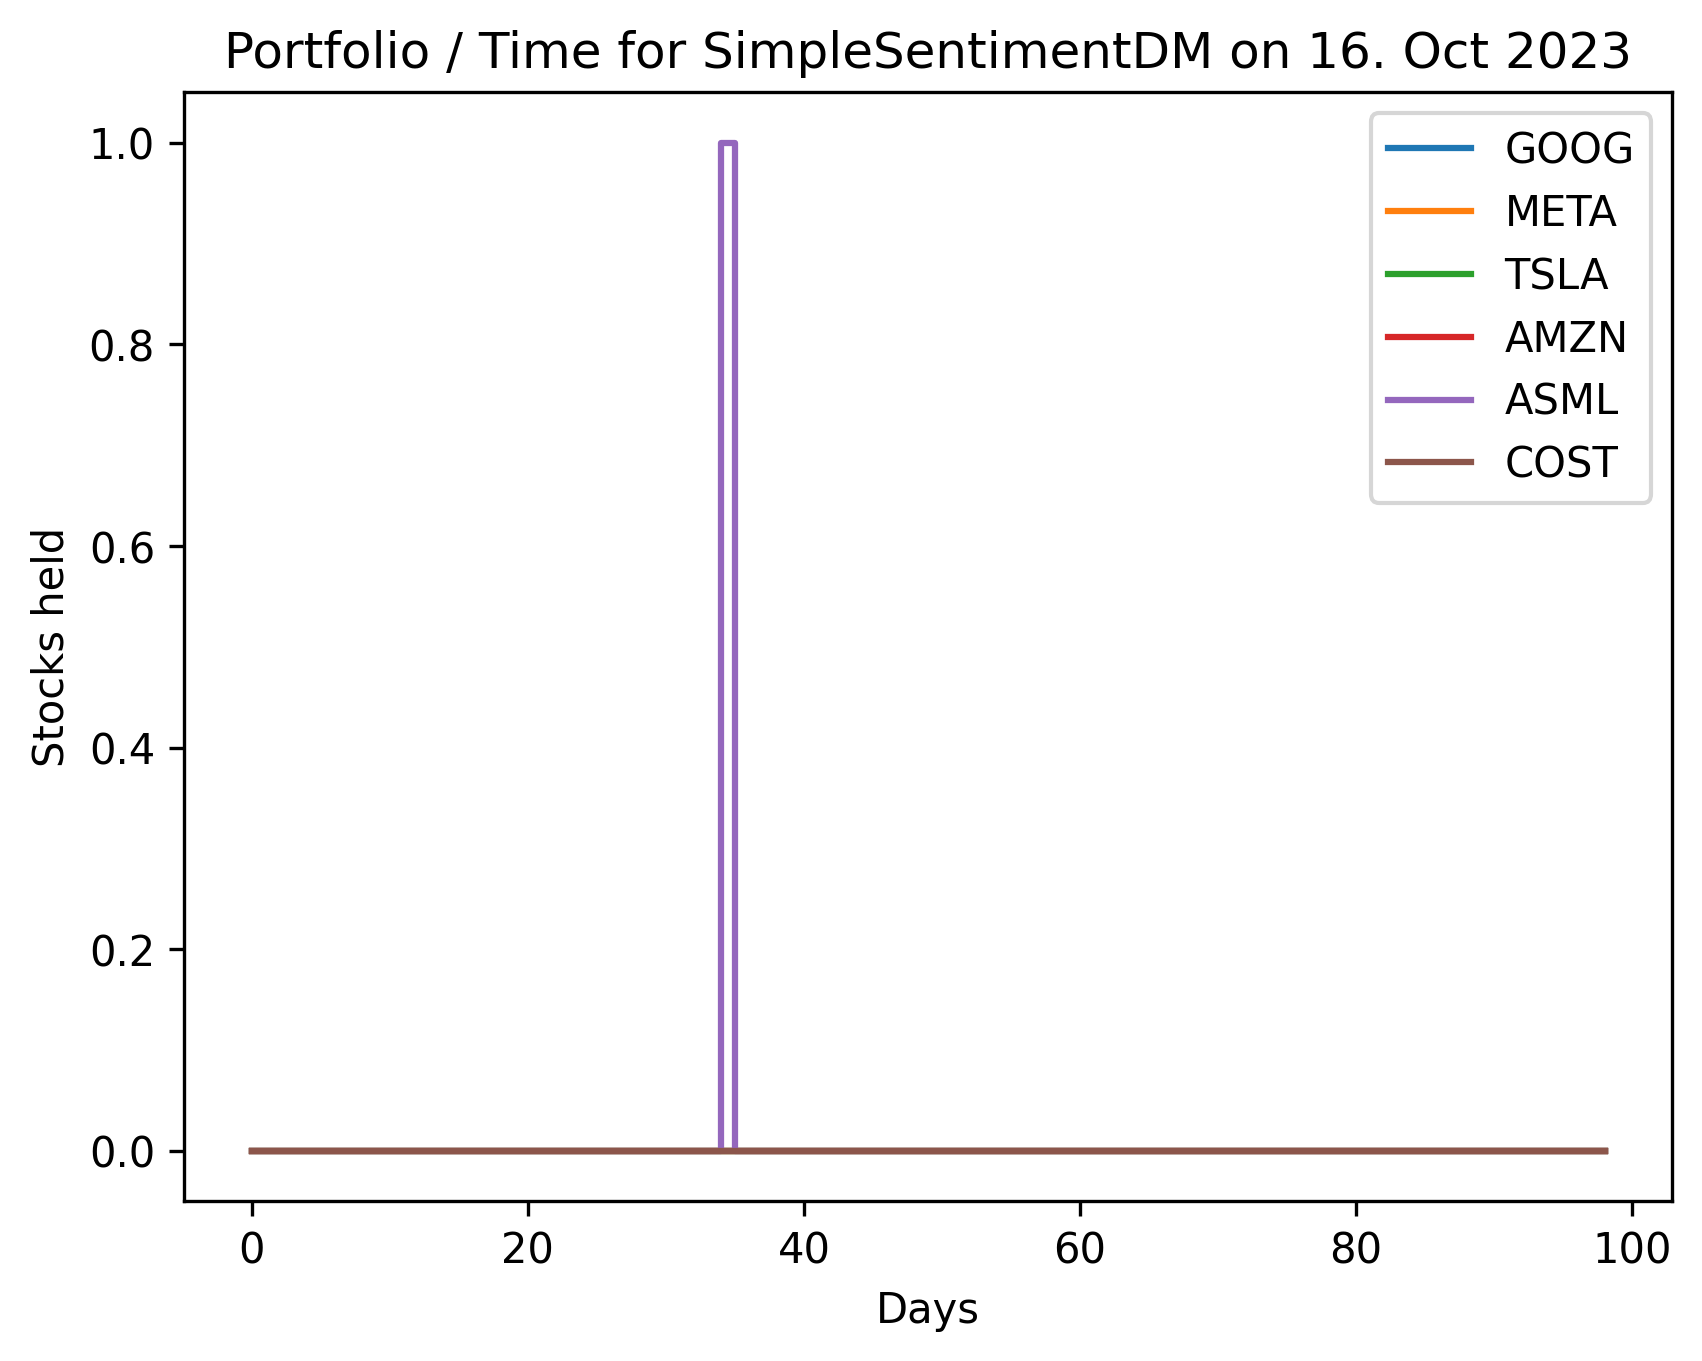 Portfolio / Time for SimpleSentimentDM on 16. Oct 2023
1.0
0.8
0.6
0.4
0.2
0.0
Stocks held
GOOG
META
TSLA
AMZN
ASML
COST
0 20 40 60 80 100
Days